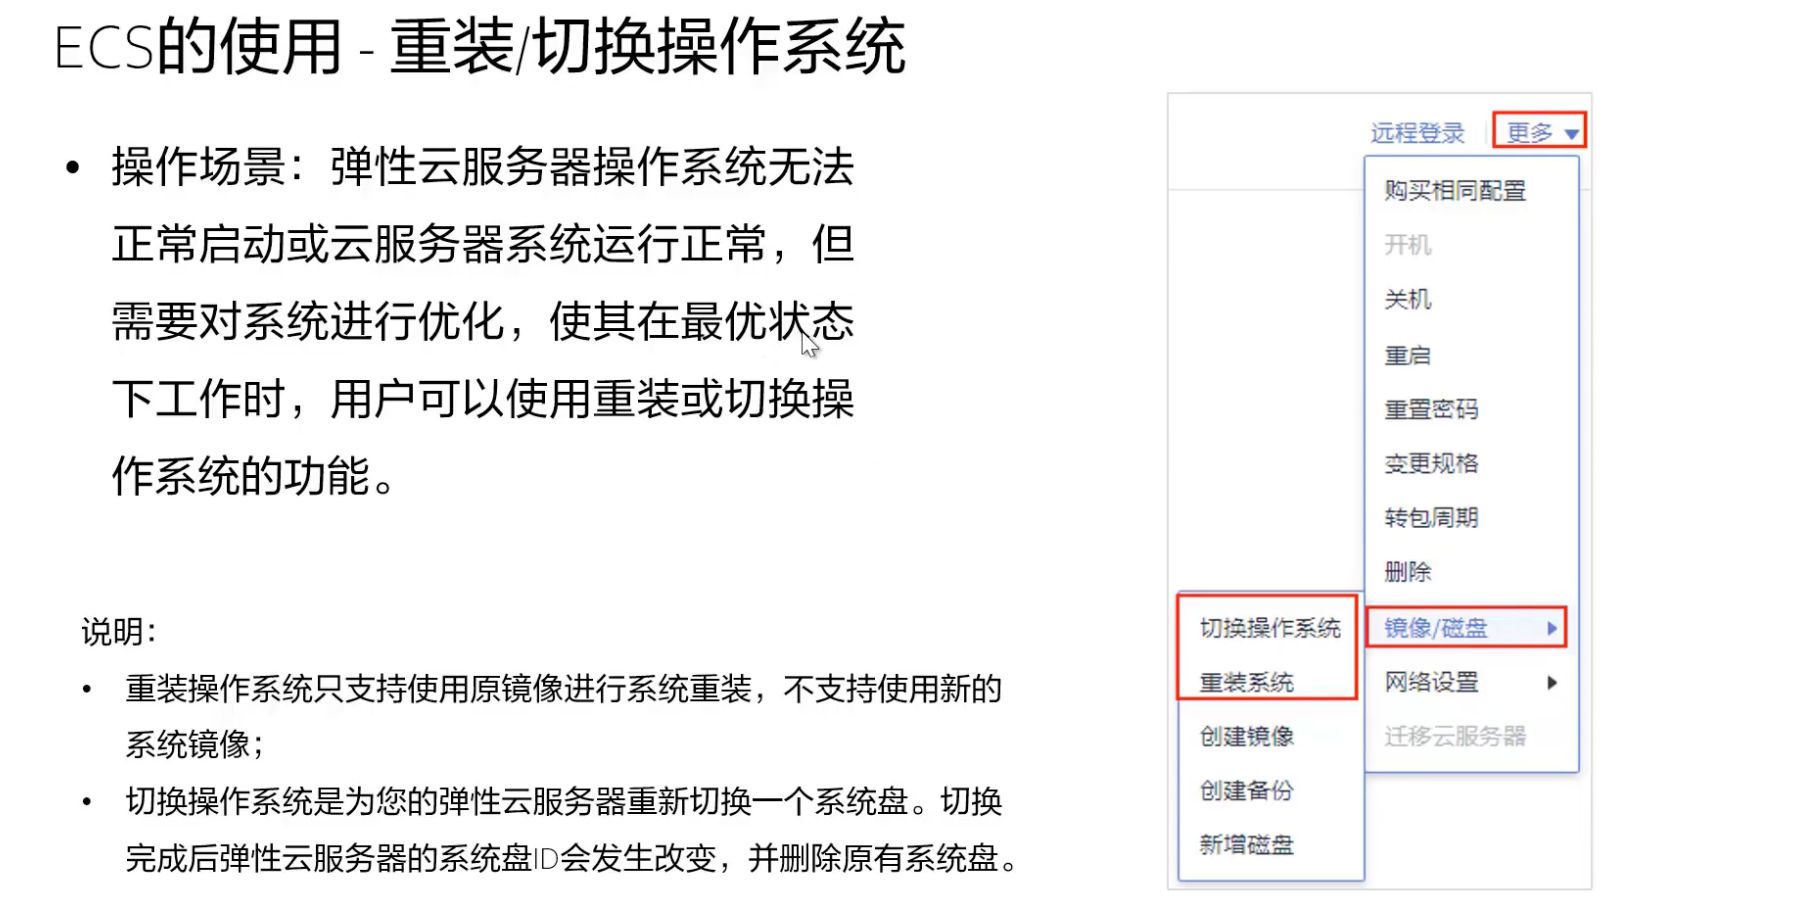 ECS的使用 - 重装/切换操作系统
• 操作场景：弹性云服务器操作系统无法
正常启动或云服务器系统运行正常，但
需要对系统进行优化，使其在最优状态
下工作时，用户可以使用重装或切换操
作系统的功能。
说明：
• 重装操作系统只支持使用原镜像进行系统重装，不支持使用新的
系统镜像；
• 切换操作系统是为您的弹性云服务器重新切换一个系统盘。切换
完成后弹性云服务器的系统盘ID会发生改变，并删除原有系统盘。
远程登录 更多
购买相同配置
开机
关机
重启
重置密码
变更规格
转包周期
删除
镜像/磁盘
网络设置
迁移云服务器
切换操作系统
重装系统
创建镜像
创建备份
新增磁盘